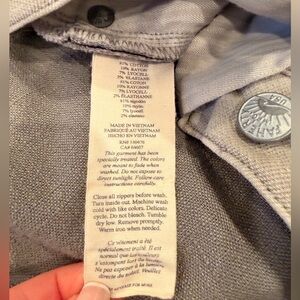 81% COTTON
10% RAYON
7% LYOCELL
2% ELASTANE
81% COTON
10% RAYONNE
7% LYOCELL
2% ÉLASTHANNE
81% algodón
10% rayón
7% lyocell
2% elastano
MADE IN VIETNAM
FABRIQUÉ AU VIETNAM
HECHO EN VIETNAM
This garment has been
specially treated. The colors
are meant to fade when
washed. Do not expose to
direct sunlight. Follow care
instructions carefully.
Close all zippers before wash.
Turn inside out. Machine wash
cold with like colors. Delicate
cycle. Do not bleach. Tumble
dry low. Remove promptly.
Warm iron when needed.
Ce vêtement a été
spécialement traité. Il est
normal que les couleurs
s'estompent lors du lavage.
Ne pas exposer à la lumière
directe du soleil. Veuillez
FOR MORE